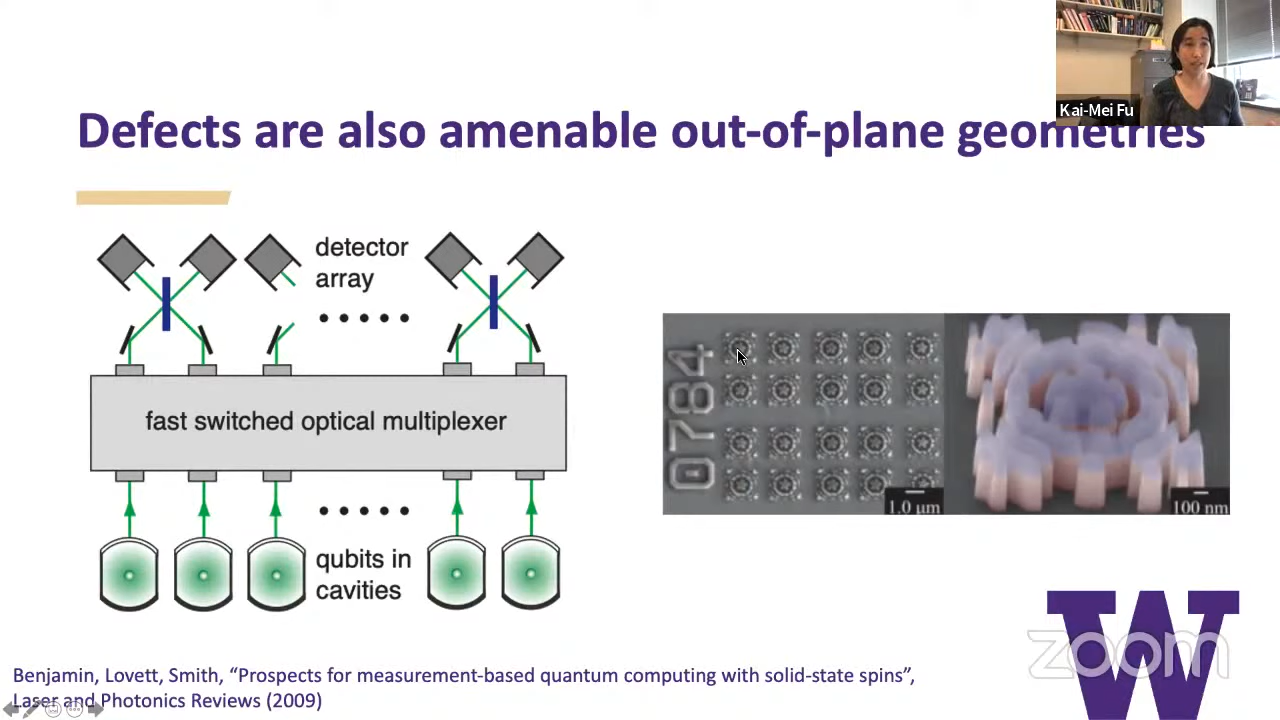 Kai-Mei Fu
Defects are also amenable out-of-plane geometries
detector
array
fast switched optical multiplexer
qubits in
cavities
0784
1.0 μm
100 nm
W
zoom
Benjamin, Lovett, Smith, “Prospects for measurement-based quantum computing with solid-state spins”,
Laser and Photonics Reviews (2009)